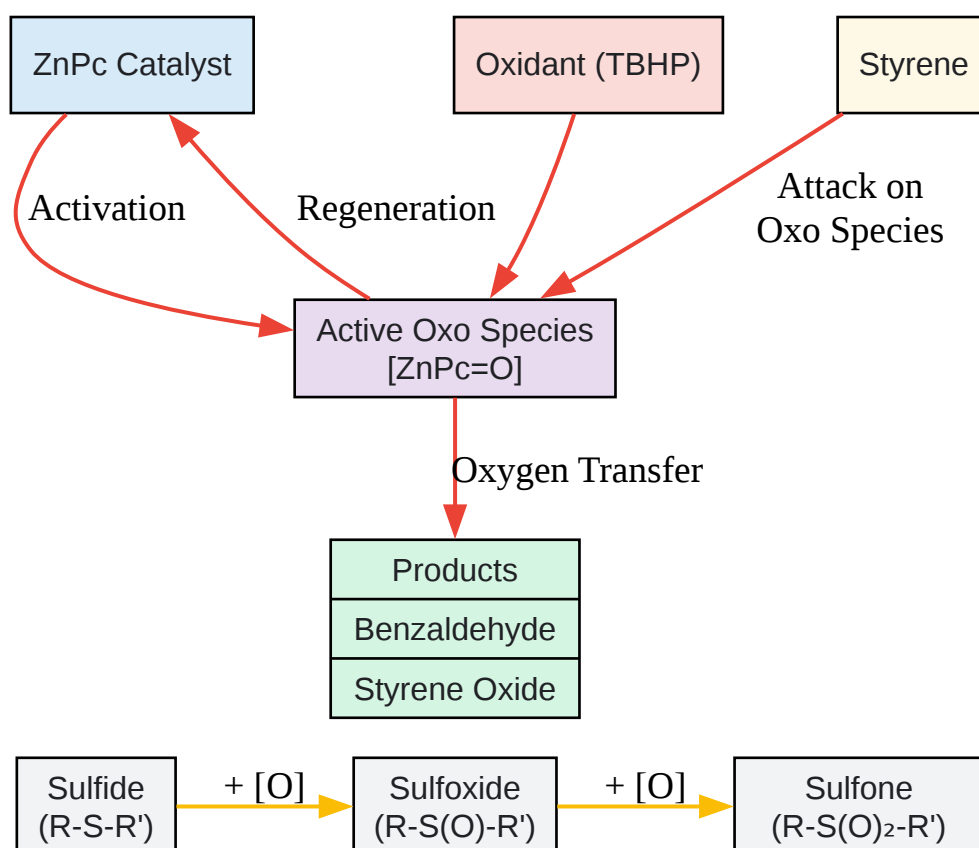 ZnPc Catalyst
Oxidant (TBHP)
Styrene
Activation
Regeneration
Attack on
Oxo Species
Active Oxo Species
[ZnPc=O]
Oxygen Transfer
Products
Benzaldehyde
Styrene Oxide
Sulfide
(R-S-R')
+ [O]
Sulfoxide
(R-S(O)-R')
+ [O]
Sulfone
(R-S(O)₂-R')